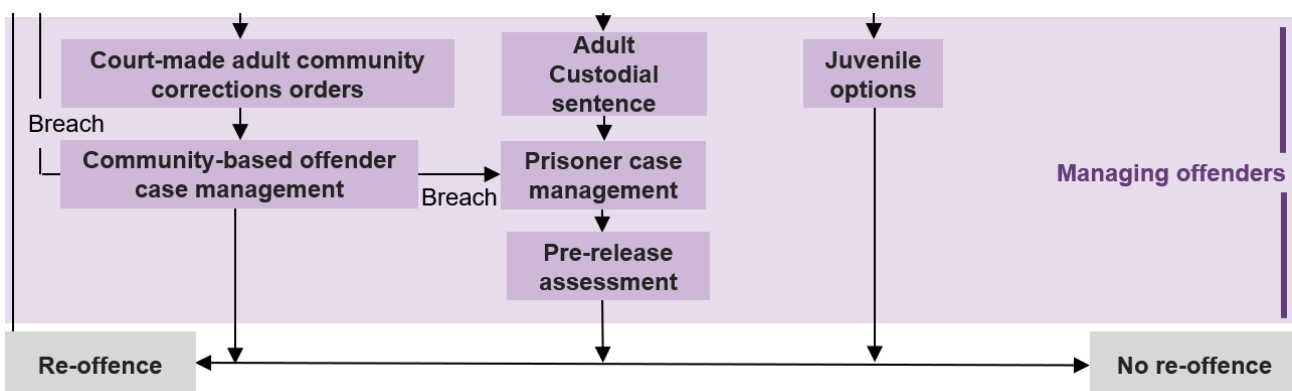 Court-made adult community
corrections orders
Adult
Custodial
sentence
Juvenile
options
Breach
Community-based offender
case management
Breach
Prisoner case
management
Managing offenders
Pre-release
assessment
Re-offence
No re-offence